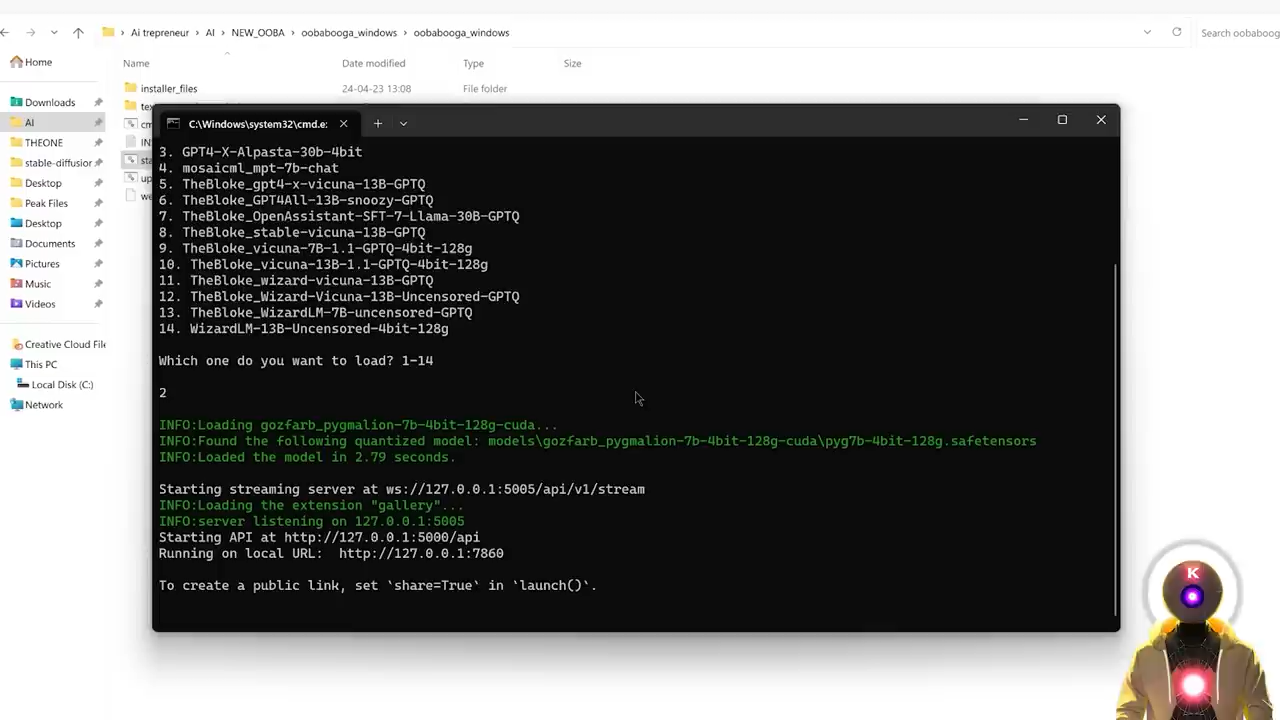 Ai trepreneur > AI > NEW_OOBA > oobabooga_windows > oobabooga_windows
Search oobaboog
Home
Name Date modified Type Size
installer_files 24-04-23 13:08 File folder
Downloads
AI
THEONE
stable-diffusion
Desktop
Peak Files
Desktop
Documents
Pictures
Music
Videos
Creative Cloud File
This PC
Local Disk (C:)
Network
tex
cm
IN
sta
up
we
C:\Windows\system32\cmd.e:
3. GPT4-X-Alpasta-30b-4bit
4. mosaicml_mpt-7b-chat
5. TheBloke_gpt4-x-vicuna-13B-GPTQ
6. TheBloke_GPT4All-13B-snoozy-GPTQ
7. TheBloke_OpenAssistant-SFT-7-Llama-30B-GPTQ
8. TheBloke_stable-vicuna-13B-GPTQ
9. TheBloke_vicuna-7B-1.1-GPTQ-4bit-128g
10. TheBloke_vicuna-13B-1.1-GPTQ-4bit-128g
11. TheBloke_wizard-vicuna-13B-GPTQ
12. TheBloke_Wizard-Vicuna-13B-Uncensored-GPTQ
13. TheBloke_WizardLM-7B-uncensored-GPTQ
14. WizardLM-13B-Uncensored-4bit-128g
Which one do you want to load? 1-14
2
INFO:Loading gozfarb_pygmalion-7b-4bit-128g-cuda...
INFO:Found the following quantized model: models\gozfarb_pygmalion-7b-4bit-128g-cuda\pyg7b-4bit-128g.safetensors
INFO:Loaded the model in 2.79 seconds.
Starting streaming server at ws://127.0.0.1:5005/api/v1/stream
INFO:Loading the extension "gallery"...
INFO:server listening on 127.0.0.1:5005
Starting API at http://127.0.0.1:5000/api
Running on local URL:  http://127.0.0.1:7860
To create a public link, set `share=True` in `launch()`.
K